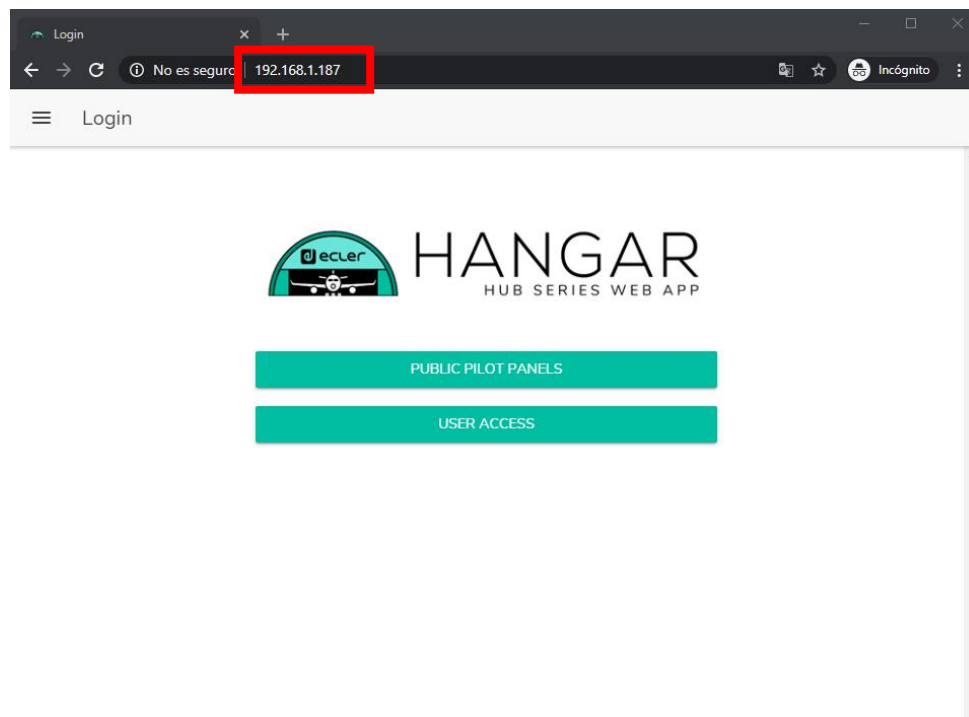 Login
No es seguro
192.168.1.187
Incógnito
Login
ecler
HANGAR
HUB SERIES WEB APP
PUBLIC PILOT PANELS
USER ACCESS